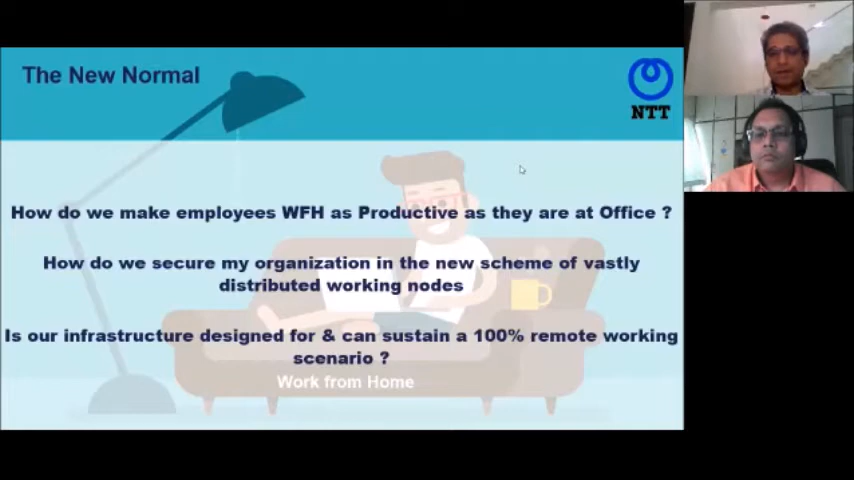 The New Normal
NTT
How do we make employees WFH as Productive as they are at Office ?
How do we secure my organization in the new scheme of vastly
distributed working nodes
Is our infrastructure designed for & can sustain a 100% remote working
scenario ?
Work from Home